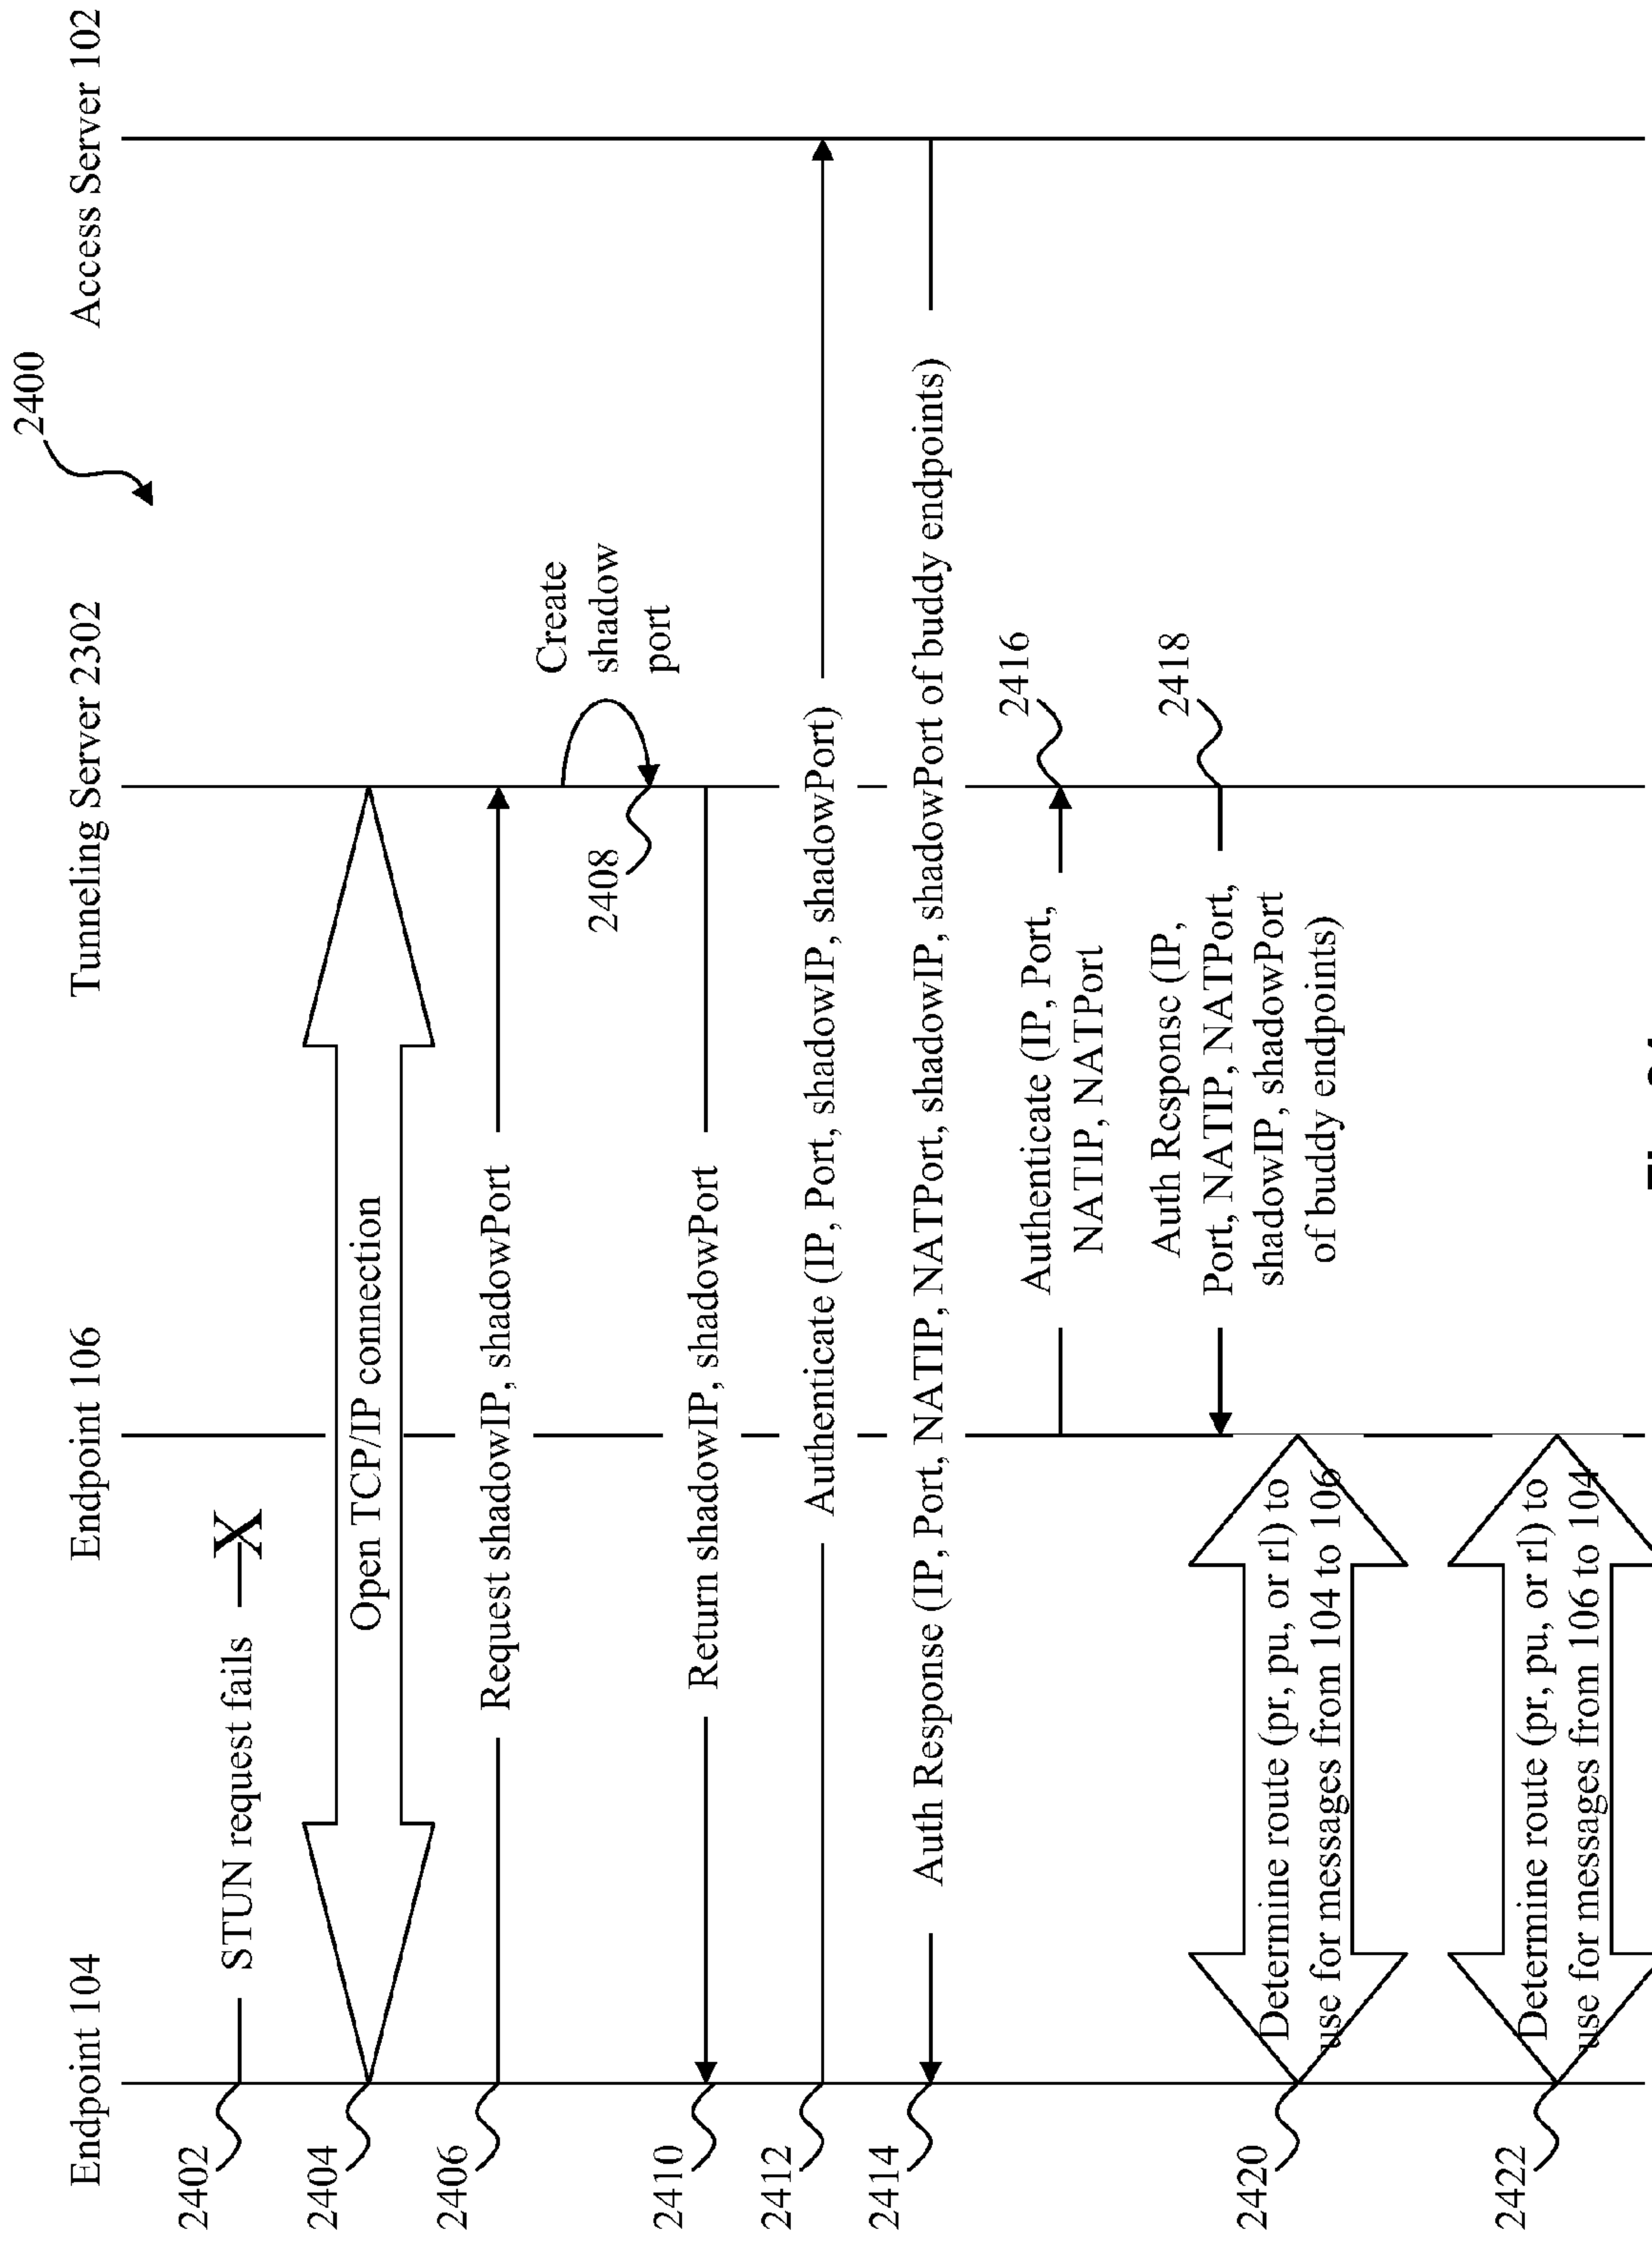 2400
Endpoint 104
Endpoint 106
Tunneling Server 2302
Access Server 102
2402
STUN request fails
X
2404
Open TCP/IP connection
2406
Request shadowIP, shadowPort
Create
shadow
port
2408
2410
Return shadowIP, shadowPort
2412
Authenticate (IP, Port, shadowIP, shadowPort)
2414
Auth Response (IP, Port, NATIP, NATPort, shadowIP, shadowPort of buddy endpoints)
Authenticate (IP, Port,
NATIP, NATPort
2416
Auth Response (IP,
Port, NATIP, NATPort,
shadowIP, shadowPort
of buddy endpoints)
2418
2420
Determine route (pr, pu, or rl) to
use for messages from 104 to 106
2422
Determine route (pr, pu, or rl) to
use for messages from 106 to 104